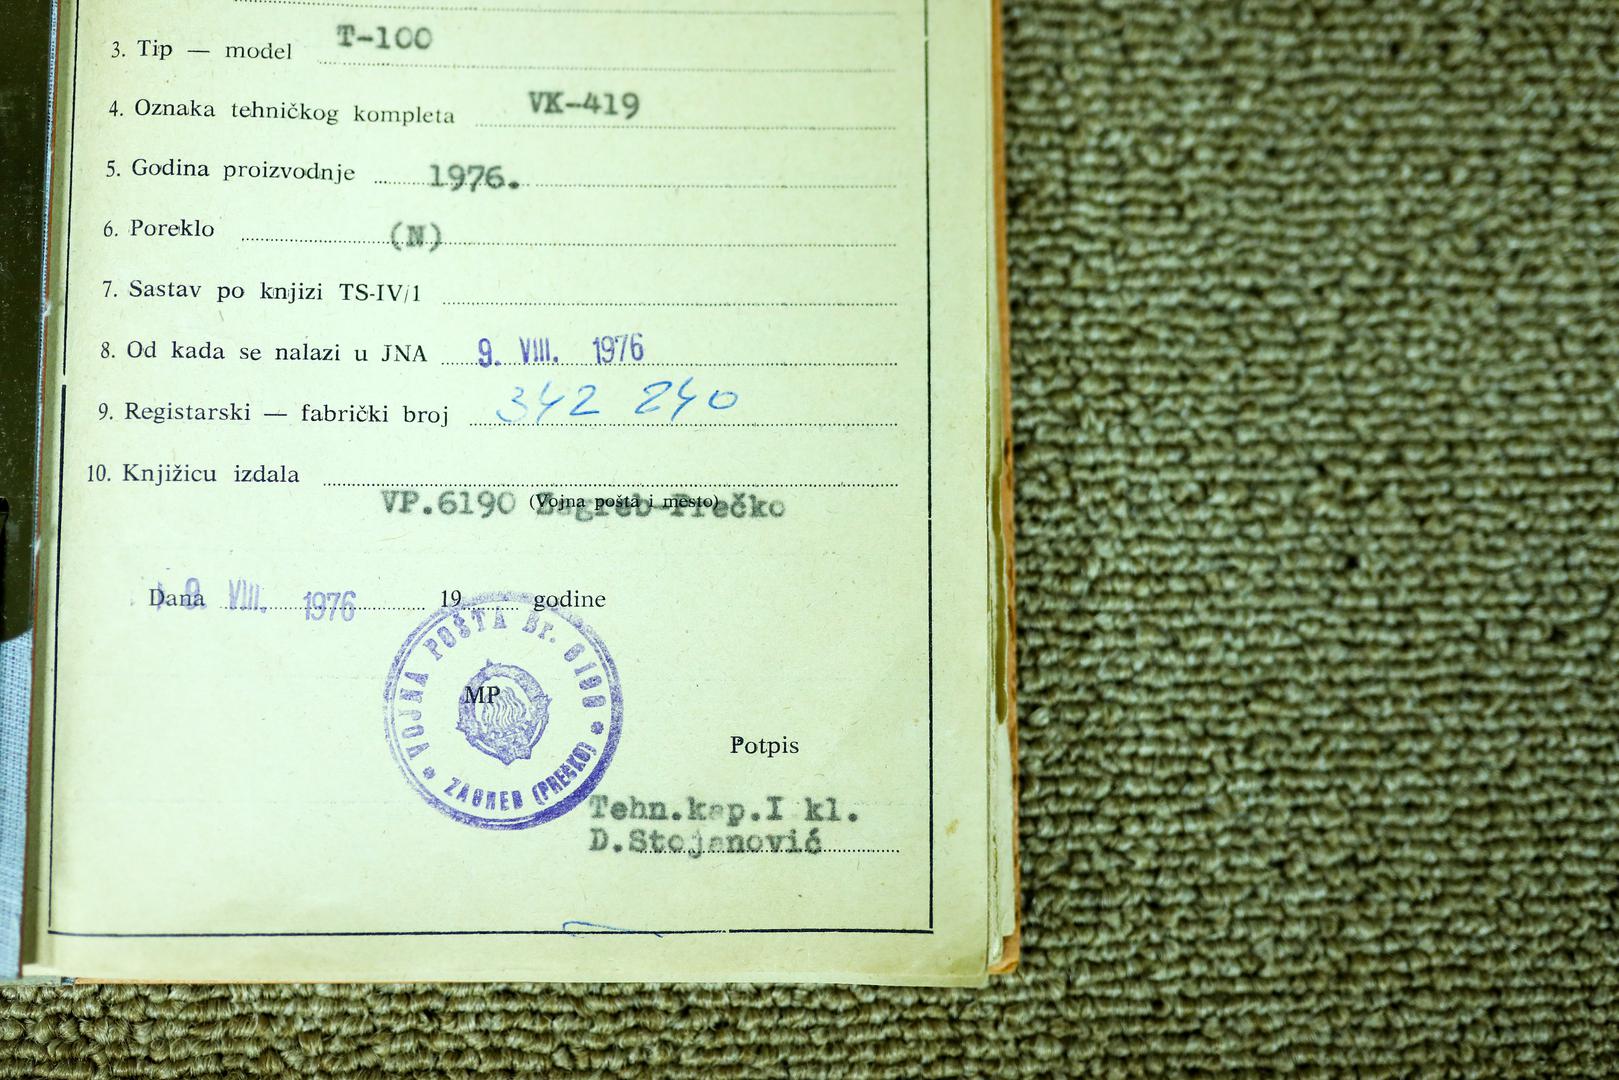 3. Tip — model T-100
4. Oznaka tehničkog kompleta VK-419
5. Godina proizvodnje 1976.
6. Poreklo (N)
7. Sastav po knjizi TS-IV/1
8. Od kada se nalazi u JNA 9. VIII. 1976
9. Registarski — fabrički broj 342 240
10. Knjižicu izdala
VP.6190 Zagreb-Prečko
(Vojna pošta i mesto)
Dana 9. VIII. 1976 19 godine
VOJNA POŠTA Br. 6190
ZAGREB (PREČKO)
MP
Potpis
Tehn.kap.I kl.
D.Stojanović